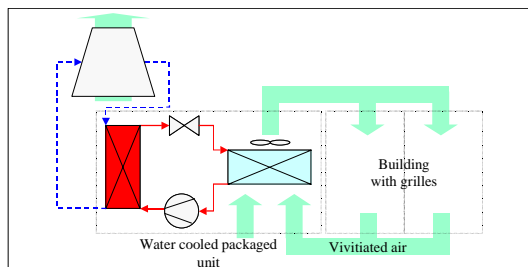 Building
with grilles
Water cooled packaged
unit
Vivitiated air